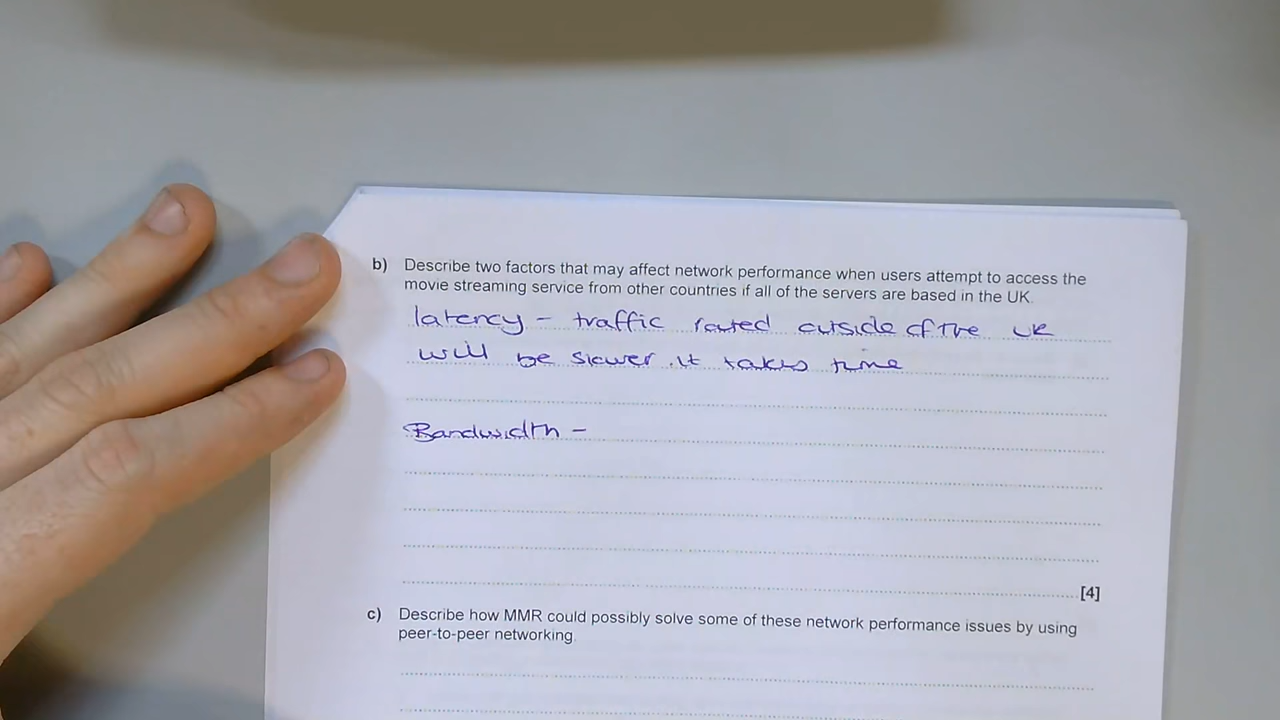 b) Describe two factors that may affect network performance when users attempt to access the
movie streaming service from other countries if all of the servers are based in the UK.
latency - traffic routed outside of the UK
will be slower. it takes time
Bandwidth -
[4]
c) Describe how MMR could possibly solve some of these network performance issues by using
peer-to-peer networking.